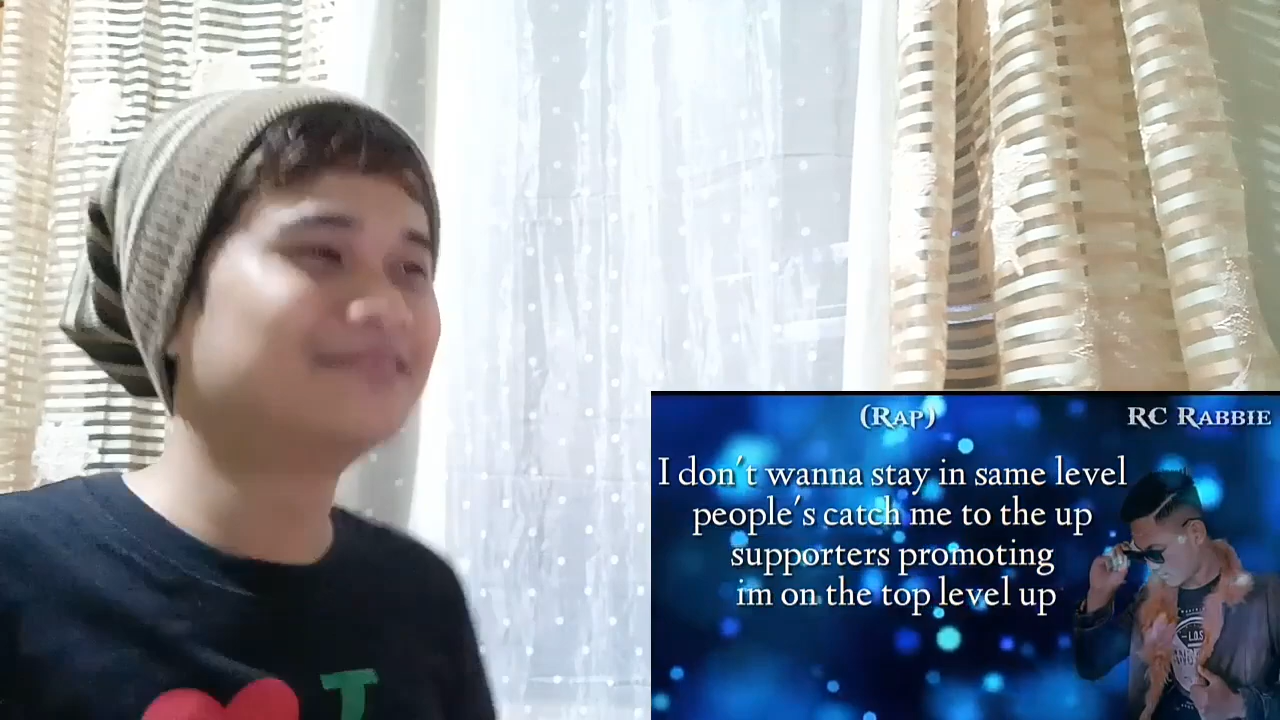 (Rap)
RC Rabbie
I don´t wanna stay in same level
people´s catch me to the up
supporters promoting
im on the top level up
T
LOS